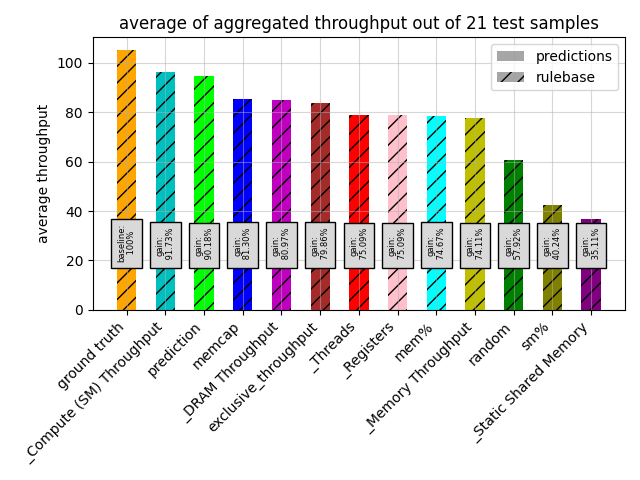 average of aggregated throughput out of 21 test samples
predictions
rulebase
average throughput
100
80
60
40
20
0
baseline:
100%
gain:
91.73%
gain:
90.18%
gain:
81.30%
gain:
80.97%
gain:
79.86%
gain:
75.09%
gain:
75.09%
gain:
74.67%
gain:
74.11%
gain:
57.92%
gain:
40.24%
gain:
35.11%
ground truth
_Compute (SM) Throughput
prediction
memcap
_DRAM Throughput
exclusive_throughput
_Threads
_Registers
mem%
_Memory Throughput
random
sm%
_Static Shared Memory